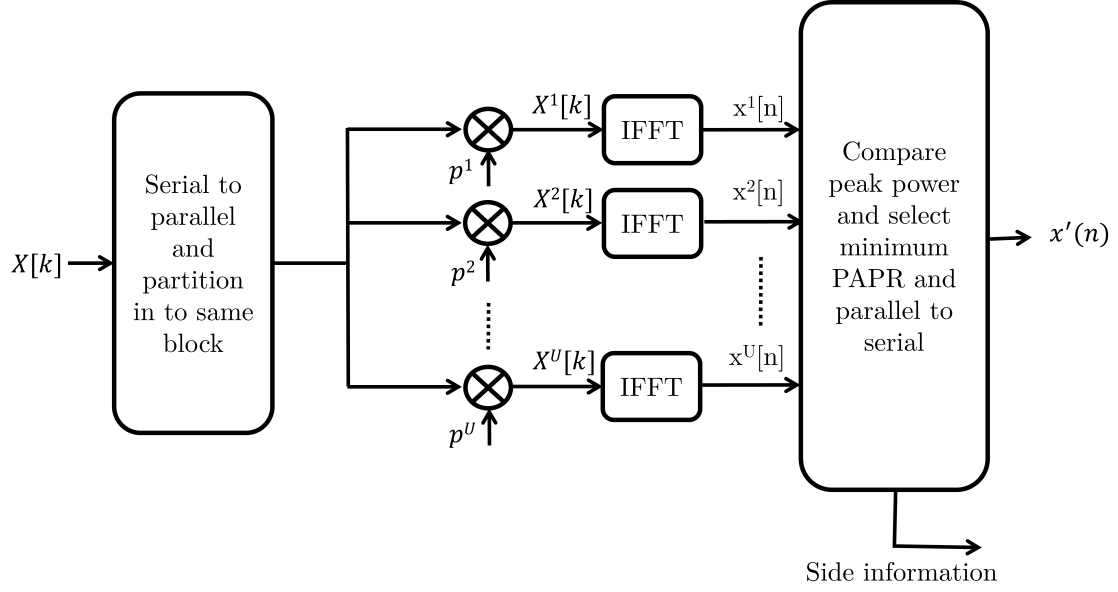 X[k]
Serial to
parallel
and
partition
in to same
block
p¹
X¹[k]
IFFT
x¹[n]
p²
X²[k]
IFFT
x²[n]
p^U
X^U[k]
IFFT
x^U[n]
Compare
peak power
and select
minimum
PAPR and
parallel to
serial
x′(n)
Side information